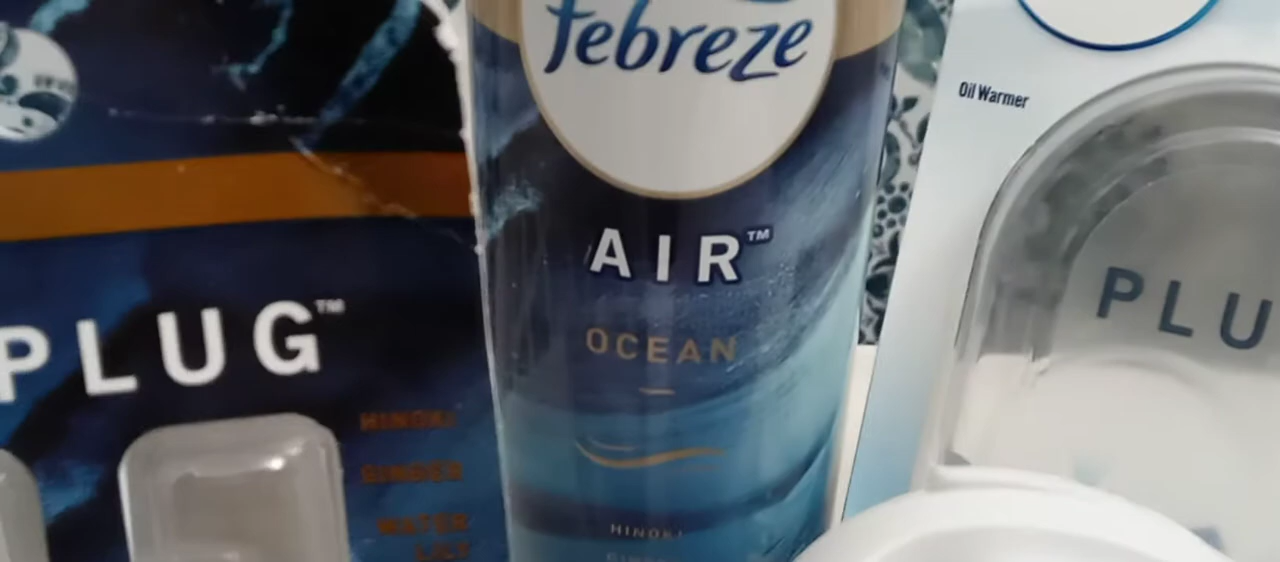 PLUG™
HINOKI
GINGER
WATER
LILY
febreze
AIR™
OCEAN
HINOKI
Oil Warmer
PLU